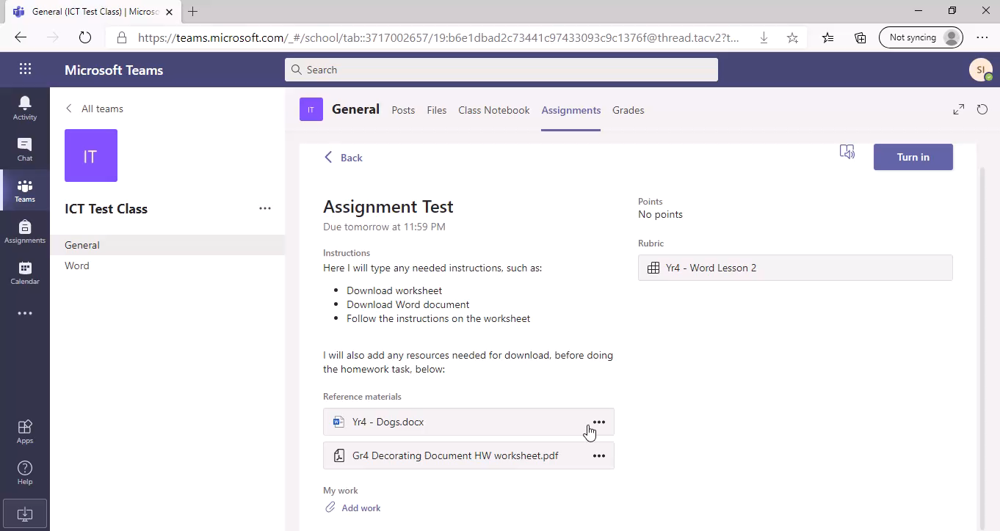 General (ICT Test Class) | Microso
https://teams.microsoft.com/_#/school/tab::3717002657/19:b6e1dbad2c73441c97433093c9c1376f@thread.tacv2?t...
Not syncing
Microsoft Teams
Search
SI
Activity
Chat
Teams
Assignments
Calendar
Apps
Help
All teams
IT
ICT Test Class
General
Word
IT
General
Posts
Files
Class Notebook
Assignments
Grades
Back
Turn in
Assignment Test
Due tomorrow at 11:59 PM
Instructions
Here I will type any needed instructions, such as:
• Download worksheet
• Download Word document
• Follow the instructions on the worksheet
I will also add any resources needed for download, before doing
the homework task, below:
Reference materials
Yr4 - Dogs.docx
Gr4 Decorating Document HW worksheet.pdf
My work
Add work
Points
No points
Rubric
Yr4 - Word Lesson 2